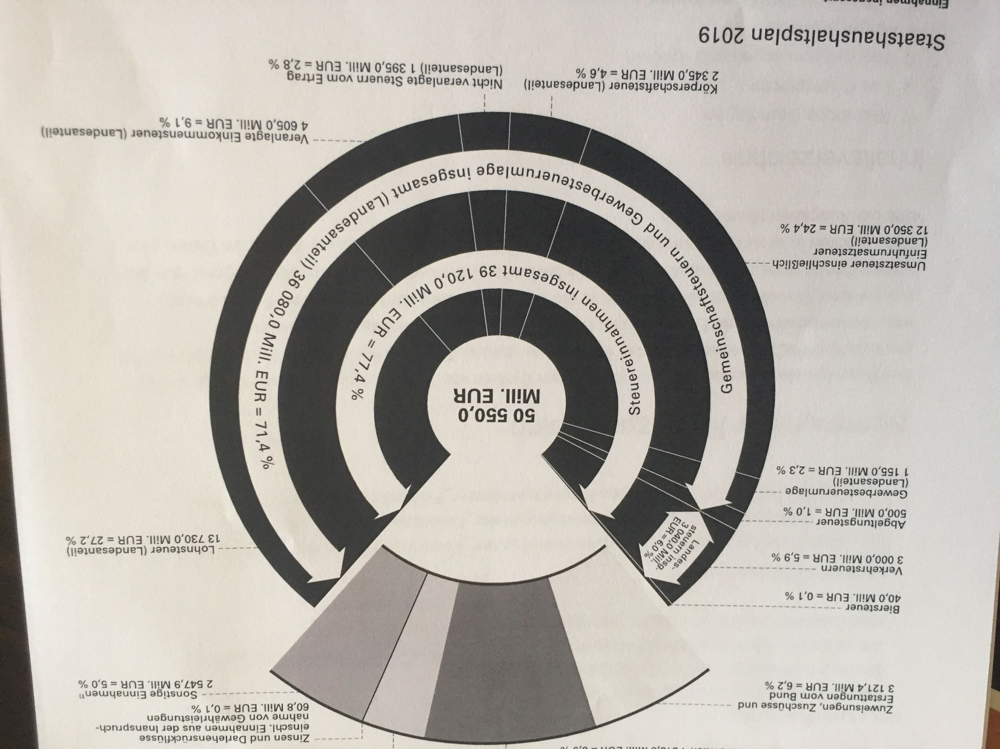 Zinsen und Darlehensrückflüsse
einschl. Einnahmen aus der Inanspruch-
nahme von Gewährleistungen
60,8 Mill. EUR = 0,1 %
Zuweisungen, Zuschüsse und
Erstattungen vom Bund
3 121,4 Mill. EUR = 6,2 %
Sonstige Einnahmen¹⁾
2 547,9 Mill. EUR = 5,0 %
Biersteuer
40,0 Mill. EUR = 0,1 %
Verkehrsteuern
3 000,0 Mill. EUR = 5,9 %
Landes-
steuern insg.
3 040,0 Mill.
EUR = 6,0 %
Lohnsteuer (Landesanteil)
13 730,0 Mill. EUR = 27,2 %
Abgeltungsteuer
500,0 Mill. EUR = 1,0 %
Gewerbesteuerumlage
(Landesanteil)
1 155,0 Mill. EUR = 2,3 %
50 550,0
Mill. EUR
Steuereinnahmen insgesamt 39 120,0 Mill. EUR = 77,4 %
Gemeinschaftsteuern und Gewerbesteuerumlage insgesamt (Landesanteil) 36 080,0 Mill. EUR = 71,4 %
Umsatzsteuer einschließlich
Einfuhrumsatzsteuer
(Landesanteil)
12 350,0 Mill. EUR = 24,4 %
Veranlagte Einkommensteuer (Landesanteil)
4 605,0 Mill. EUR = 9,1 %
Körperschaftsteuer (Landesanteil)
2 345,0 Mill. EUR = 4,6 %
Nicht veranlagte Steuern vom Ertrag
(Landesanteil) 1 395,0 Mill. EUR = 2,8 %
Staatshaushaltsplan 2019
Einnahmen insgesamt